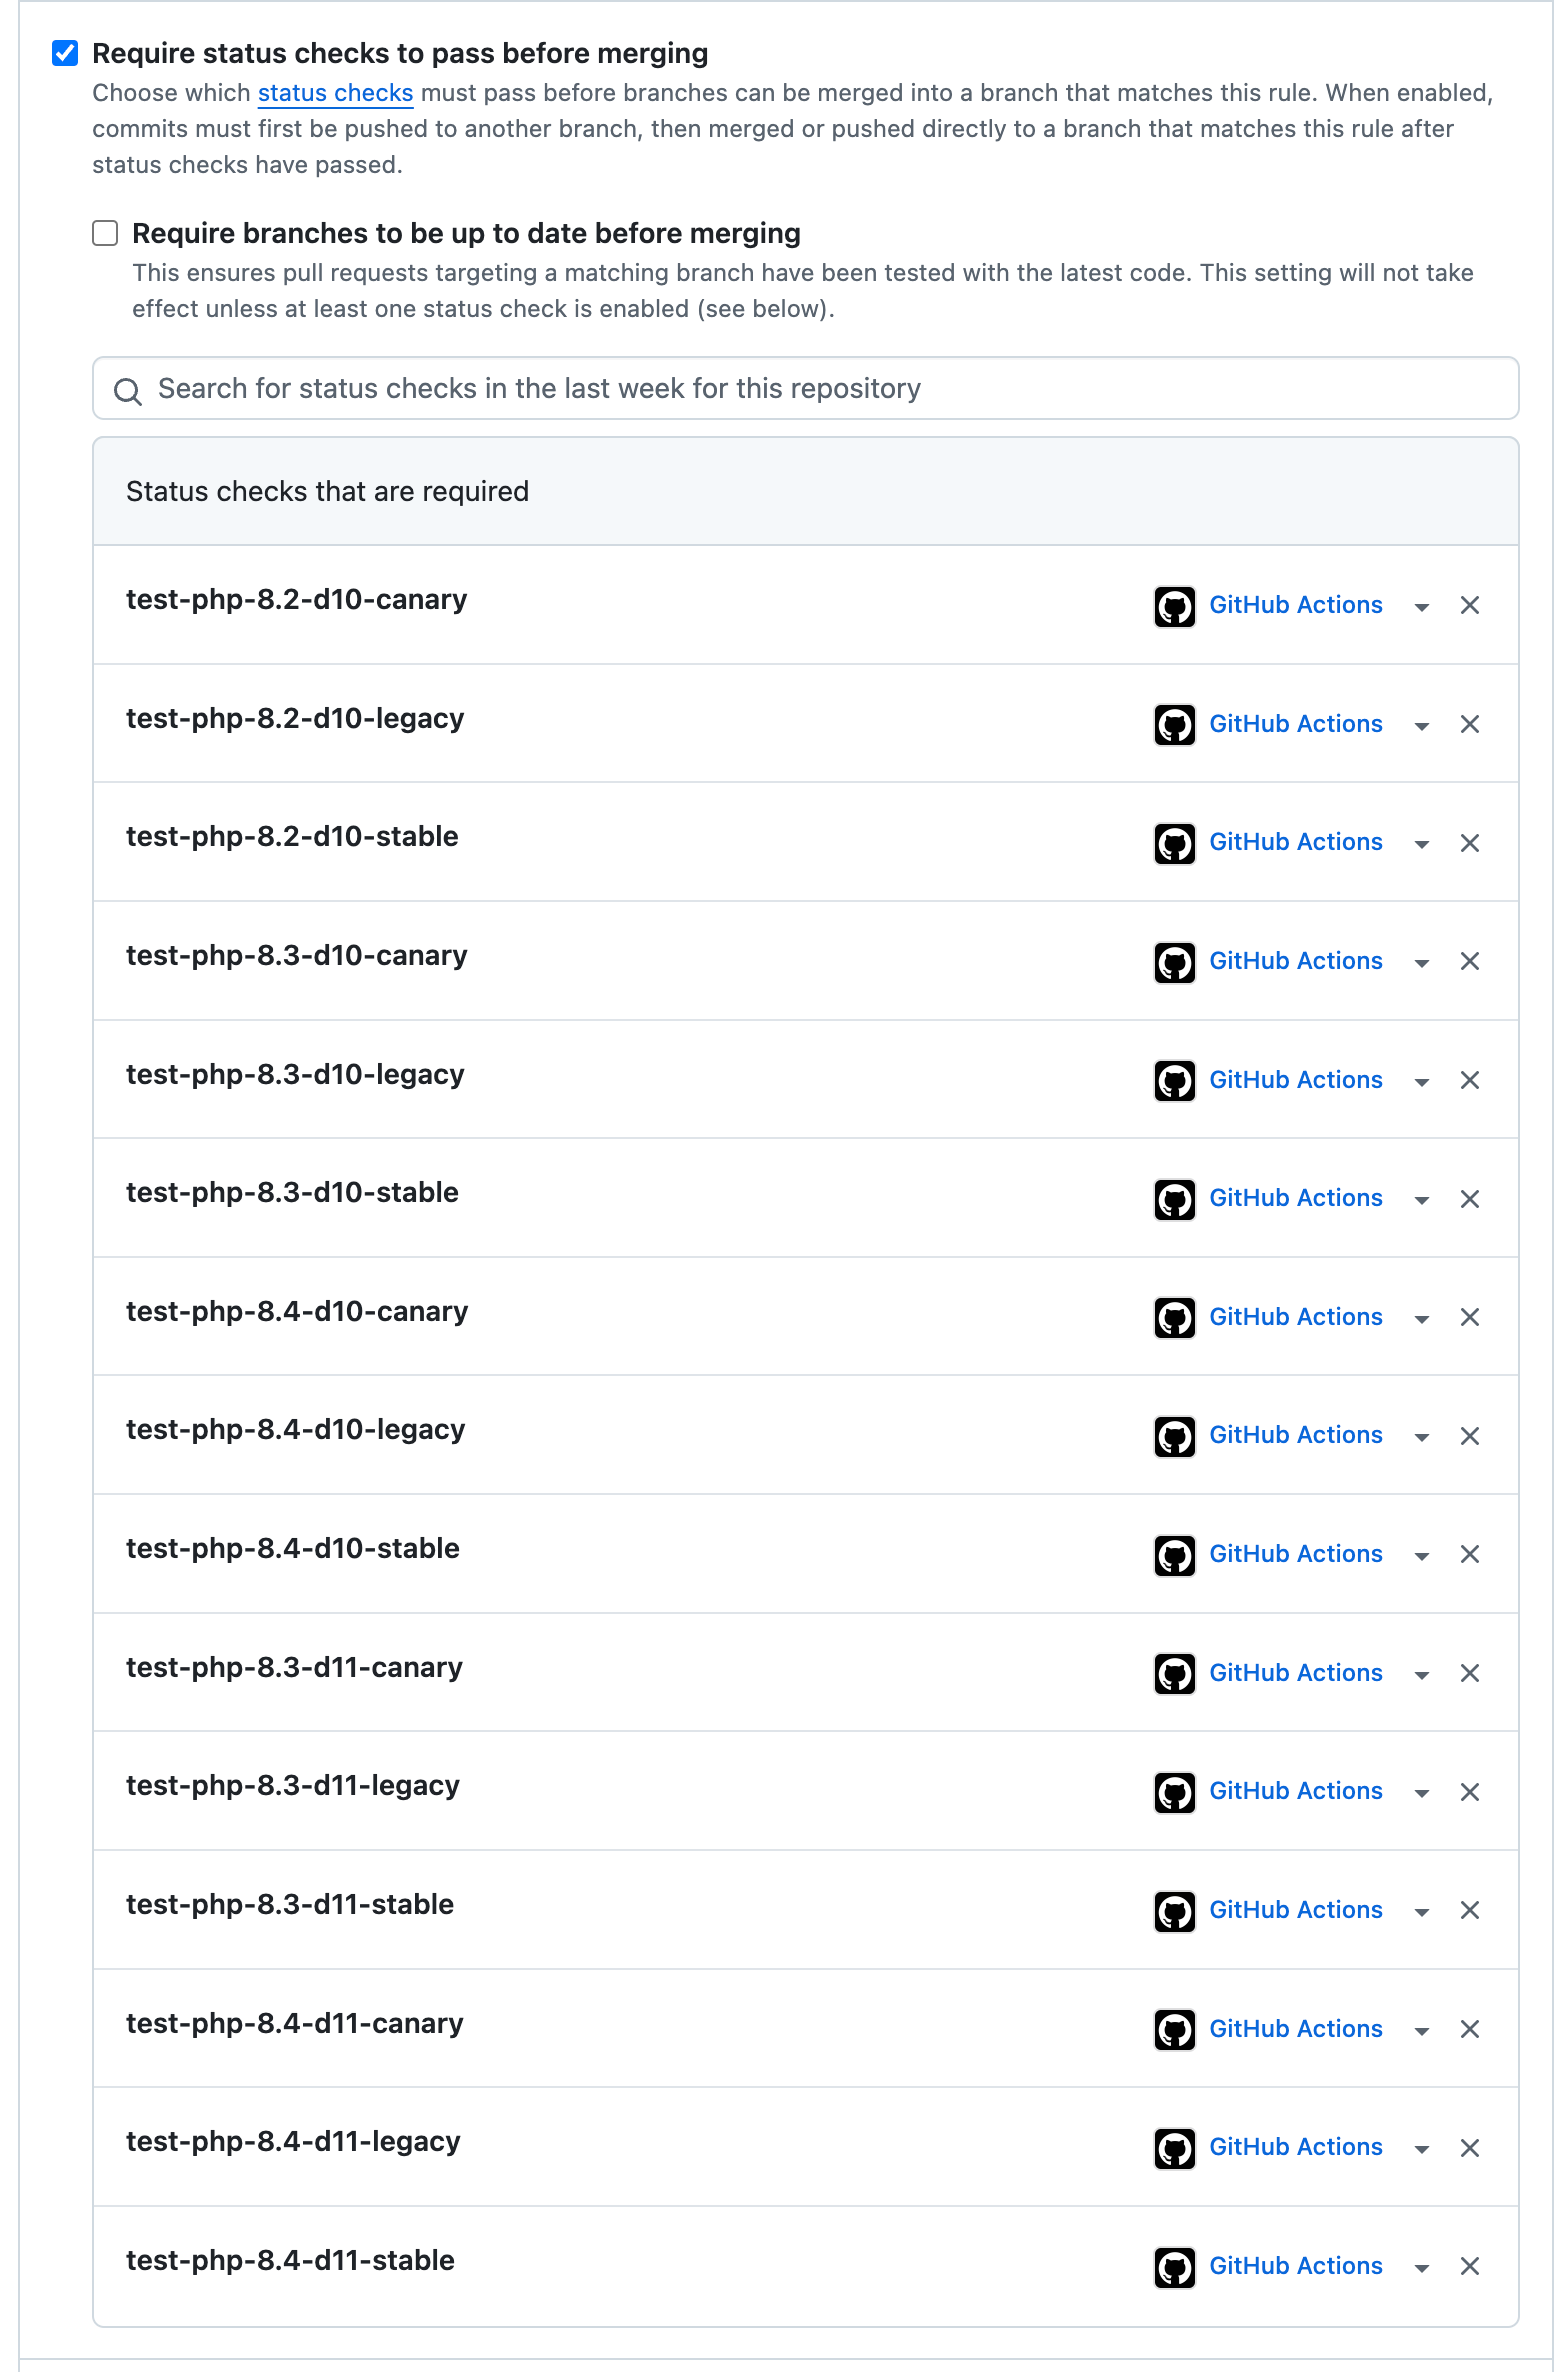 Require status checks to pass before merging
Choose which status checks must pass before branches can be merged into a branch that matches this rule. When enabled,
commits must first be pushed to another branch, then merged or pushed directly to a branch that matches this rule after
status checks have passed.
Require branches to be up to date before merging
This ensures pull requests targeting a matching branch have been tested with the latest code. This setting will not take
effect unless at least one status check is enabled (see below).
Search for status checks in the last week for this repository
Status checks that are required
test-php-8.2-d10-canary GitHub Actions
test-php-8.2-d10-legacy GitHub Actions
test-php-8.2-d10-stable GitHub Actions
test-php-8.3-d10-canary GitHub Actions
test-php-8.3-d10-legacy GitHub Actions
test-php-8.3-d10-stable GitHub Actions
test-php-8.4-d10-canary GitHub Actions
test-php-8.4-d10-legacy GitHub Actions
test-php-8.4-d10-stable GitHub Actions
test-php-8.3-d11-canary GitHub Actions
test-php-8.3-d11-legacy GitHub Actions
test-php-8.3-d11-stable GitHub Actions
test-php-8.4-d11-canary GitHub Actions
test-php-8.4-d11-legacy GitHub Actions
test-php-8.4-d11-stable GitHub Actions